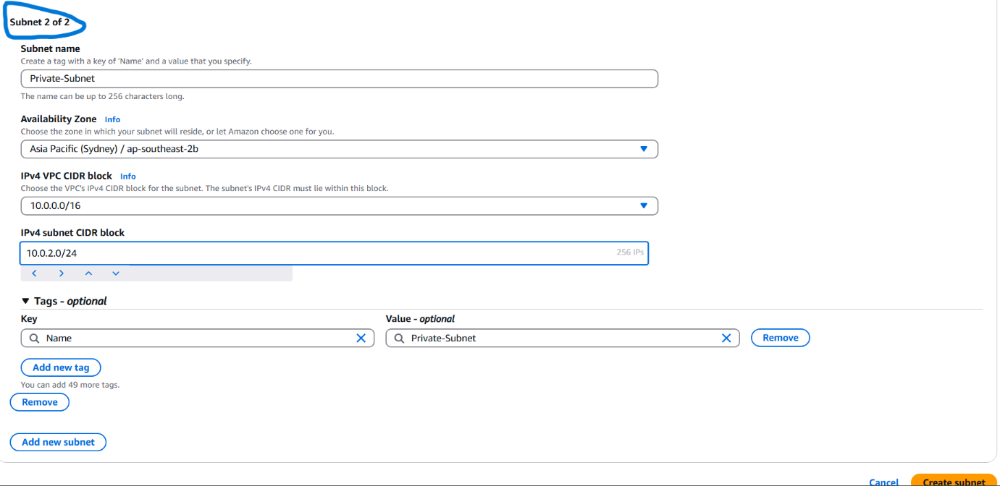 Subnet 2 of 2
Subnet name
Create a tag with a key of 'Name' and a value that you specify.
Private-Subnet
The name can be up to 256 characters long.
Availability Zone Info
Choose the zone in which your subnet will reside, or let Amazon choose one for you.
Asia Pacific (Sydney) / ap-southeast-2b
IPv4 VPC CIDR block Info
Choose the VPC's IPv4 CIDR block for the subnet. The subnet's IPv4 CIDR must lie within this block.
10.0.0.0/16
IPv4 subnet CIDR block
10.0.2.0/24 256 IPs
Tags - optional
Key Value - optional
Name Private-Subnet Remove
Add new tag
You can add 49 more tags.
Remove
Add new subnet
Cancel Create subnet